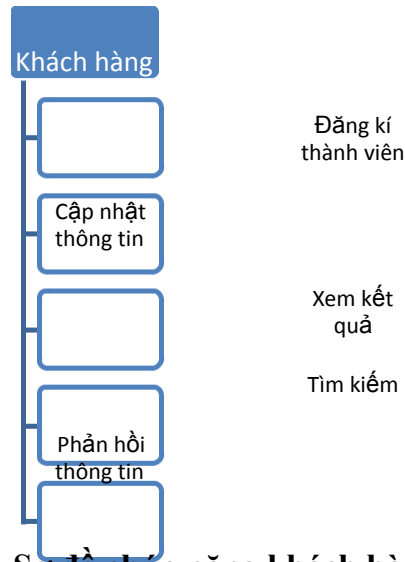 Khách hàng
Đăng kí
thành viên
Cập nhật
thông tin
Xem kết
quả
Tìm kiếm
Phản hồi
thông tin
khách